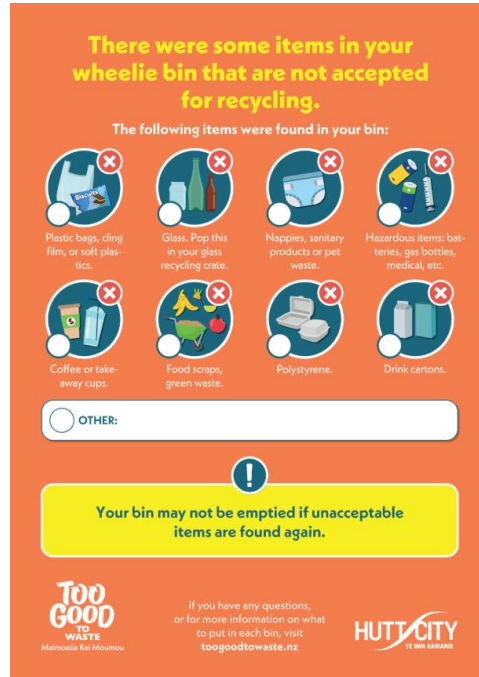 There were some items in your
wheelie bin that are not accepted
for recycling.
The following items were found in your bin:
Biscuits
Plastic bags, cling
film, or soft plas-
tics.
Glass. Pop this
in your glass
recycling crate.
Nappies, sanitary
products or pet
waste.
Hazardous items: bat-
teries, gas bottles,
medical, etc.
Coffee or take-
away cups.
Food scraps,
green waste.
Polystyrene.
Drink cartons.
OTHER:
!
Your bin may not be emptied if unacceptable
items are found again.
TOO
GOOD
TO
WASTE
Maimoatia Kei Moumou
If you have any questions,
or for more information on what
to put in each bin, visit
toogoodtowaste.nz
HUTT CITY
TE AWA KAIRANGI